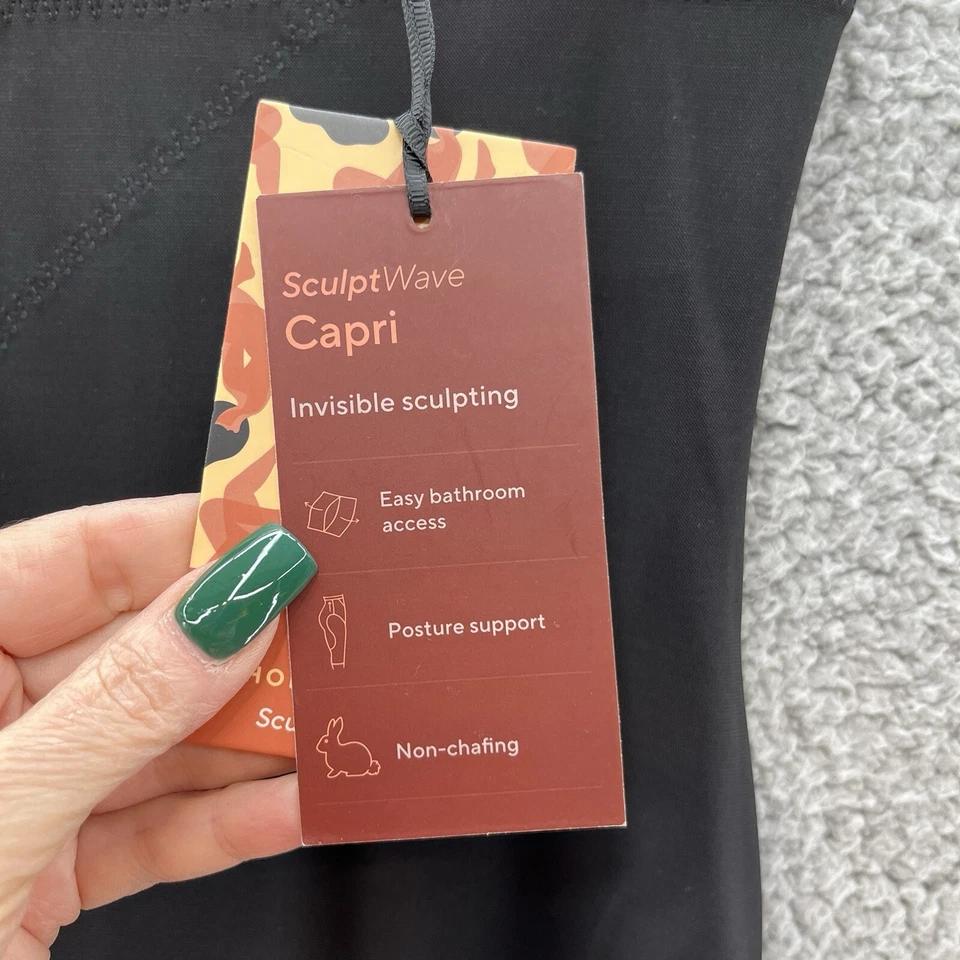 SculptWave
Capri
Invisible sculpting
Easy bathroom
access
Posture support
Non-chafing